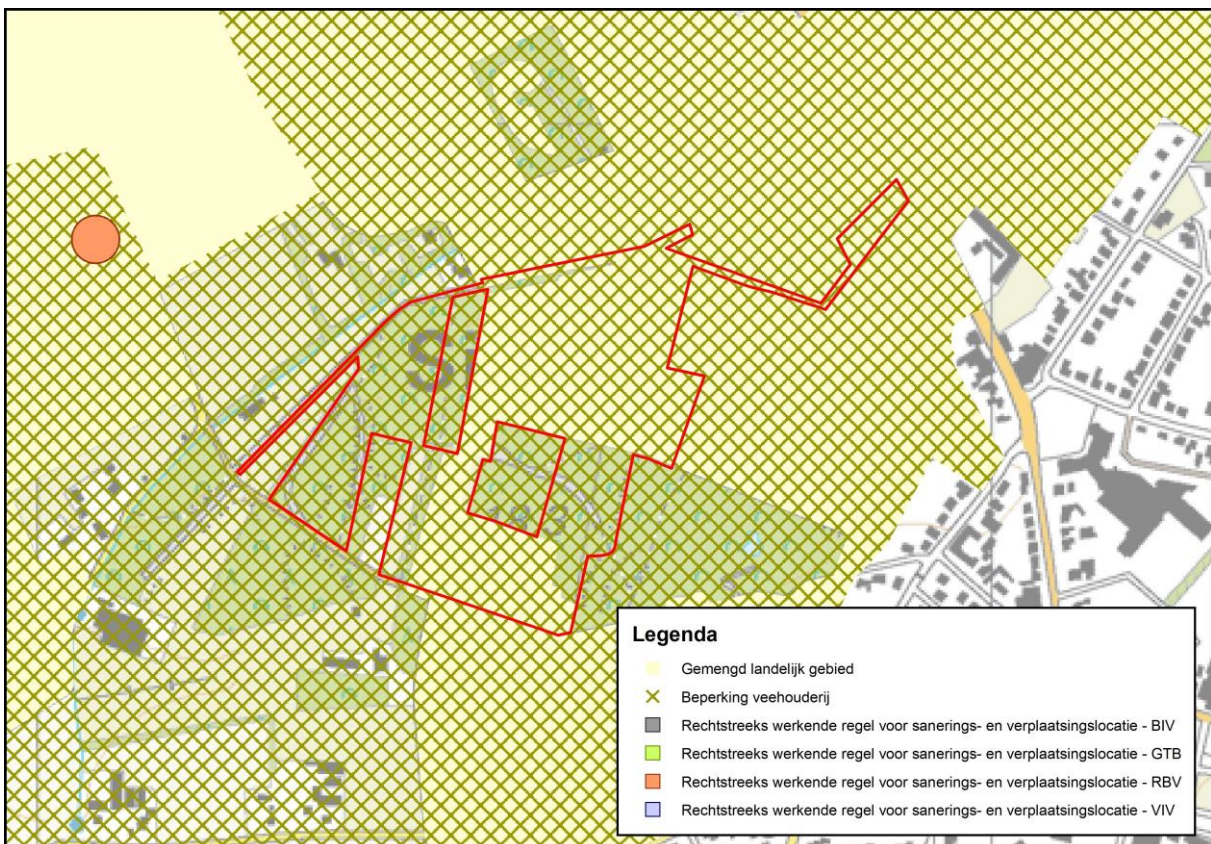 Legenda
Gemengd landelijk gebied
Beperking veehouderij
Rechtstreeks werkende regel voor sanerings- en verplaatsingslocatie - BIV
Rechtstreeks werkende regel voor sanerings- en verplaatsingslocatie - GTB
Rechtstreeks werkende regel voor sanerings- en verplaatsingslocatie - RBV
Rechtstreeks werkende regel voor sanerings- en verplaatsingslocatie - VIV